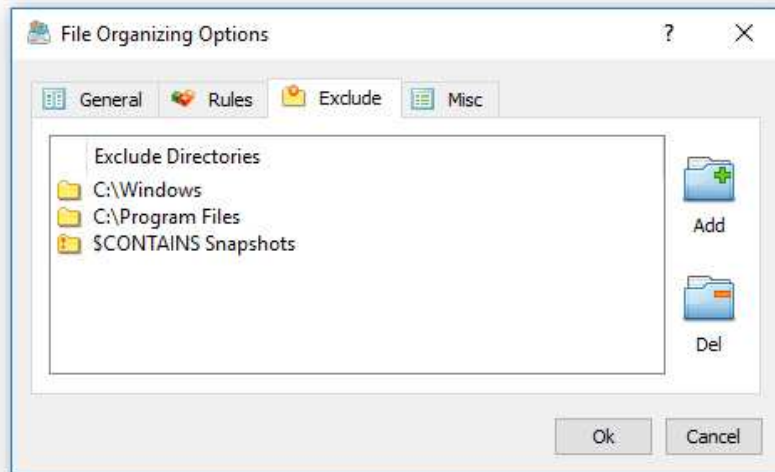 File Organizing Options
?
General Rules Exclude Misc
Exclude Directories
C:\Windows
C:\Program Files
$CONTAINS Snapshots
Add
Del
Ok Cancel